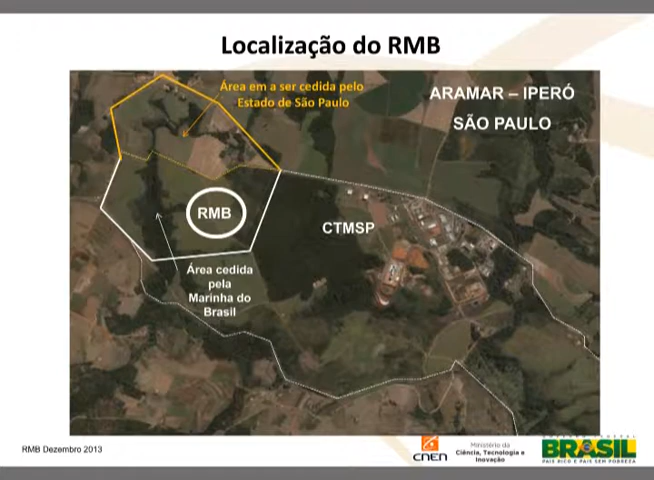 Localização do RMB
Área em a ser cedida pelo
Estado de São Paulo
ARAMAR – IPERÓ
SÃO PAULO
RMB
CTMSP
Área cedida
pela
Marinha do
Brasil
RMB Dezembro 2013
CNEN
Ministério da
Ciência, Tecnologia e
Inovação
GOVERNO FEDERAL
BRASIL
PAÍS RICO É PAÍS SEM POBREZA